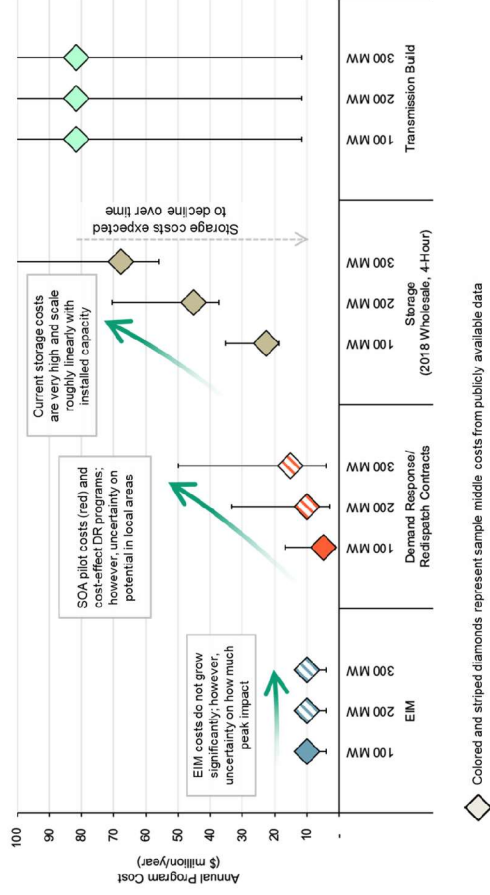 Annual Program Cost
($ million/year)
100
90
80
70
60
50
40
30
20
10
-
EIM costs do not grow
significantly; however,
uncertainty on how much
peak impact
SOA pilot costs (red) and
cost-effect DR programs;
however, uncertainty on
potential in local areas
Current storage costs
are very high and scale
roughly linearly with
installed capacity
Storage costs expected
to decline over time
100 MW
200 MW
300 MW
100 MW
200 MW
300 MW
100 MW
200 MW
300 MW
100 MW
200 MW
300 MW
EIM
Demand Response/
Redispatch Contracts
Storage
(2018 Wholesale, 4-Hour)
Transmission Build
Colored and striped diamonds represent sample middle costs from publicly available data